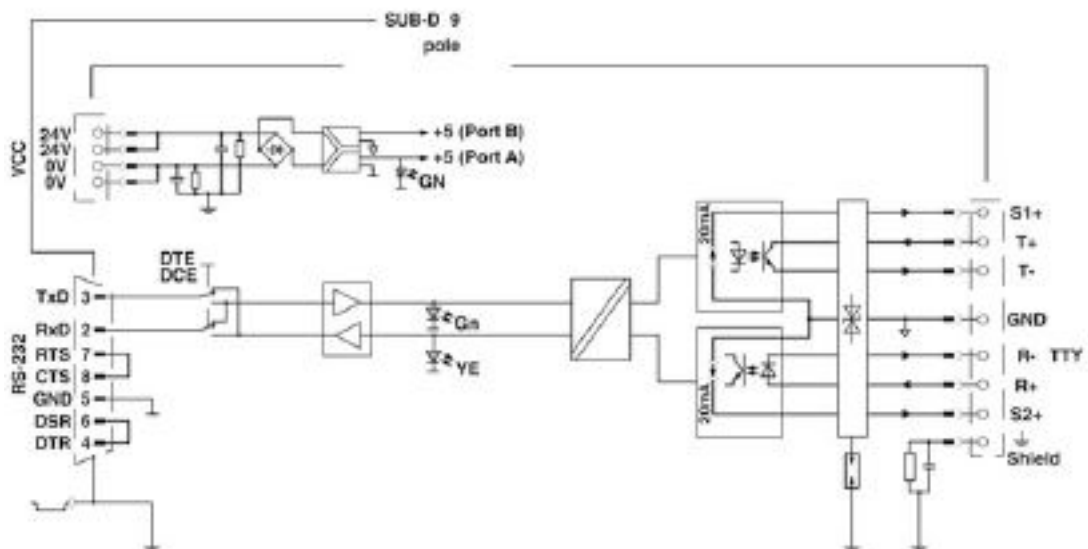 SUB-D 9
pole
VCC
24V
24V
0V
0V
+5 (Port B)
+5 (Port A)
GN
DTE
DCE
RS-232
TxD 3
RxD 2
RTS 7
CTS 8
GND 5
DSR 6
DTR 4
Gn
YE
20mA
20mA
S1+
T+
T-
GND
R- TTY
R+
S2+
Shield